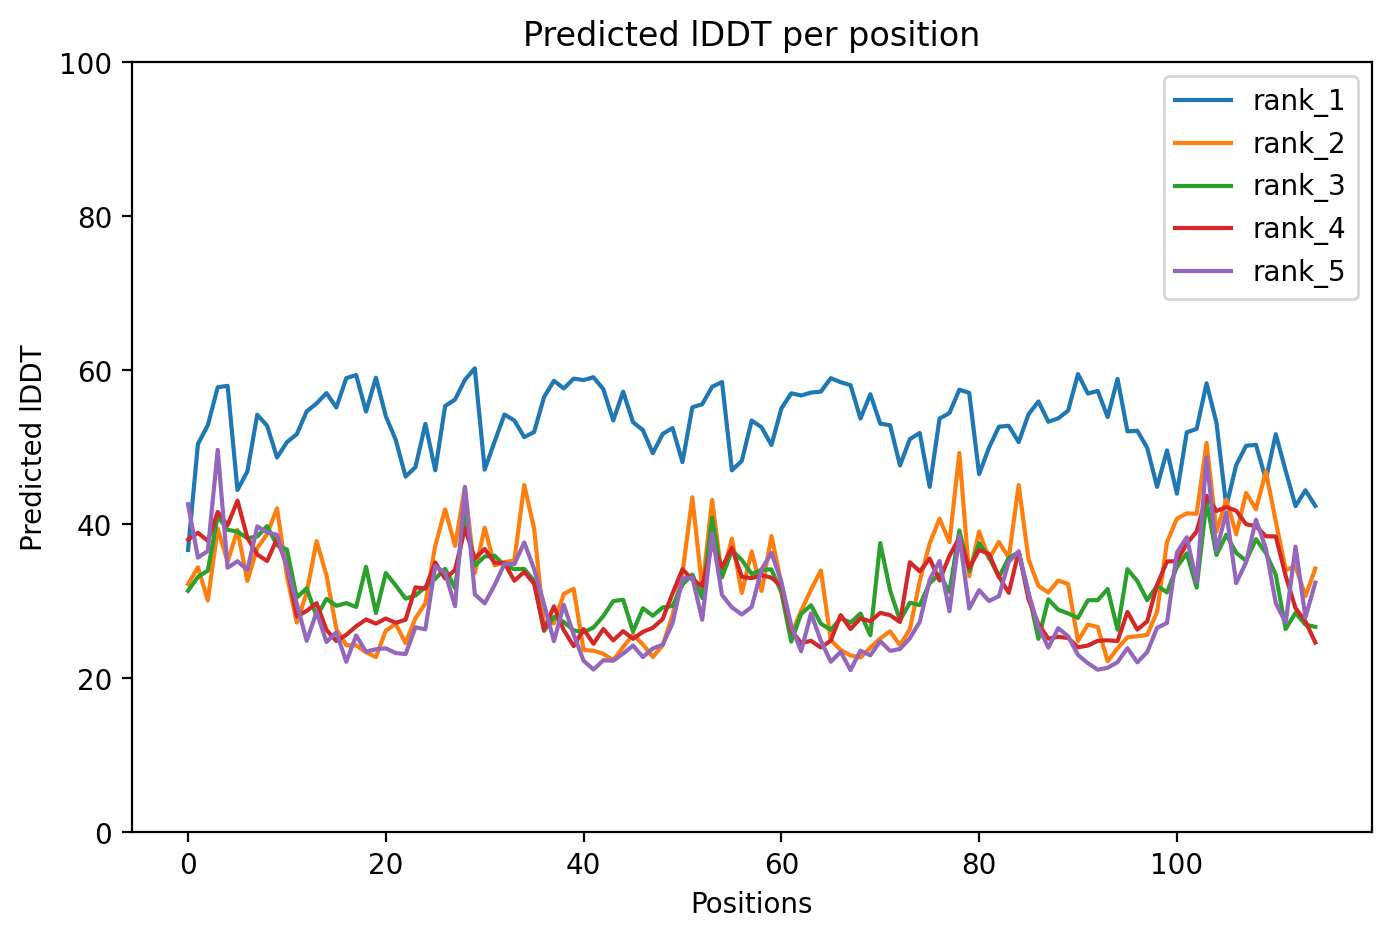 Predicted lDDT per position
100
80
60
40
20
0
Predicted lDDT
0 20 40 60 80 100
Positions
rank_1
rank_2
rank_3
rank_4
rank_5